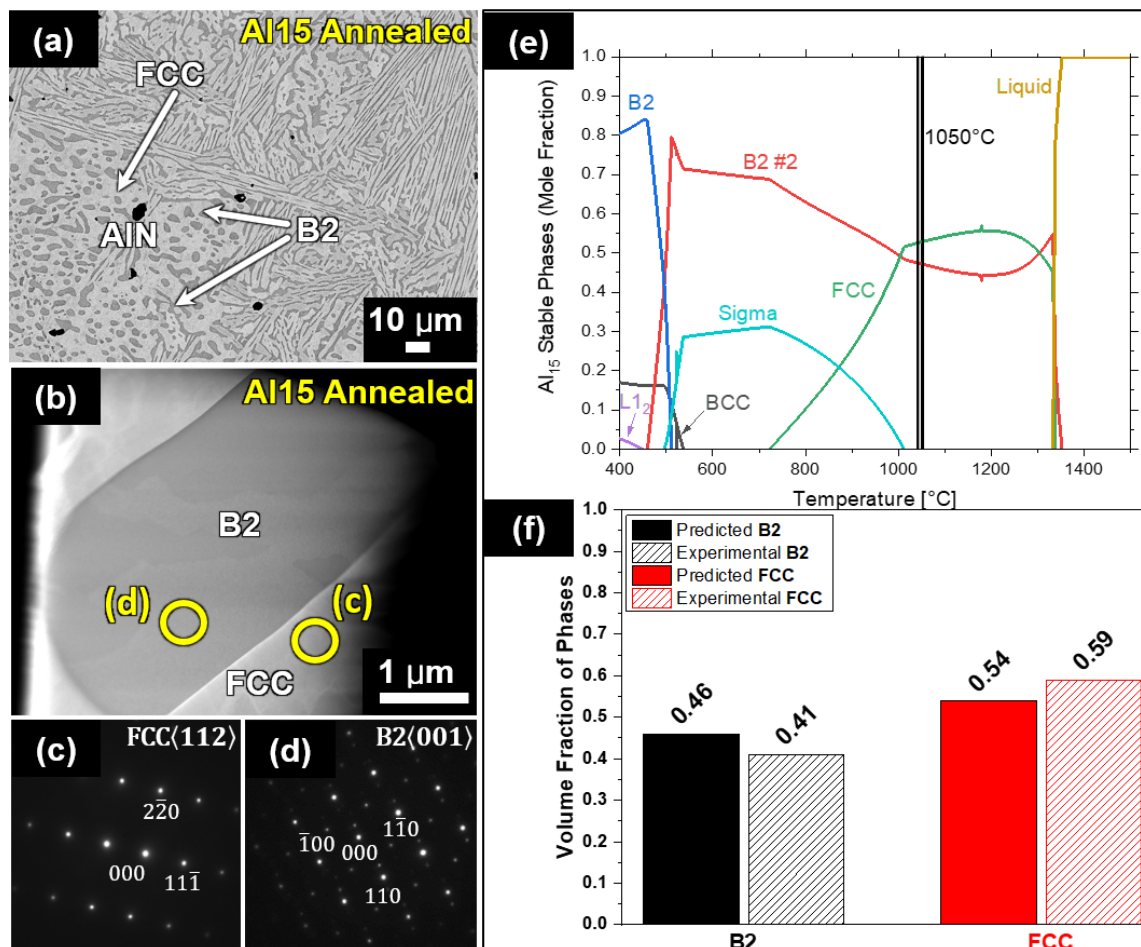 (a)
Al15 Annealed
FCC
AlN
B2
10 µm
(b)
Al15 Annealed
B2
(d)
(c)
FCC
1 µm
(c)
FCC⟨112⟩
22̅0
000
111̅
(d)
B2⟨001⟩
11̅0
1̅00
000
110
(e)
Al₁₅ Stable Phases (Mole Fraction)
1.0
0.9
0.8
0.7
0.6
0.5
0.4
0.3
0.2
0.1
0.0
B2
B2 #2
Liquid
1050°C
FCC
Sigma
L1₂
BCC
400
600
800
1000
1200
1400
Temperature [°C]
(f)
Volume Fraction of Phases
1.0
0.9
0.8
0.7
0.6
0.5
0.4
0.3
0.2
0.1
0.0
Predicted B2
Experimental B2
Predicted FCC
Experimental FCC
0.46
0.41
0.54
0.59
B2
FCC